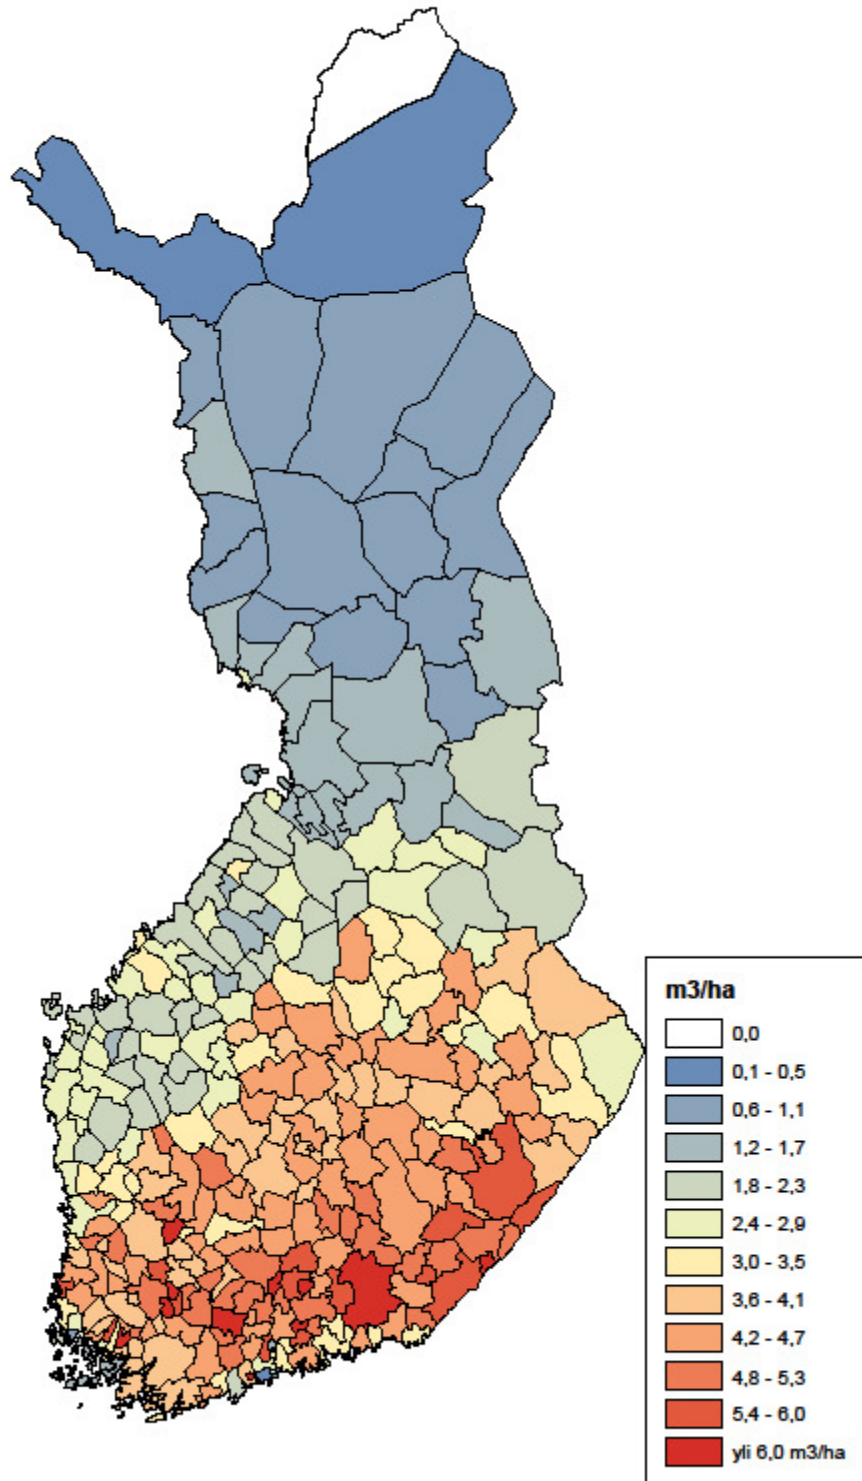 m3/ha
0,0
0,1 - 0,5
0,6 - 1,1
1,2 - 1,7
1,8 - 2,3
2,4 - 2,9
3,0 - 3,5
3,6 - 4,1
4,2 - 4,7
4,8 - 5,3
5,4 - 6,0
yli 6,0 m3/ha